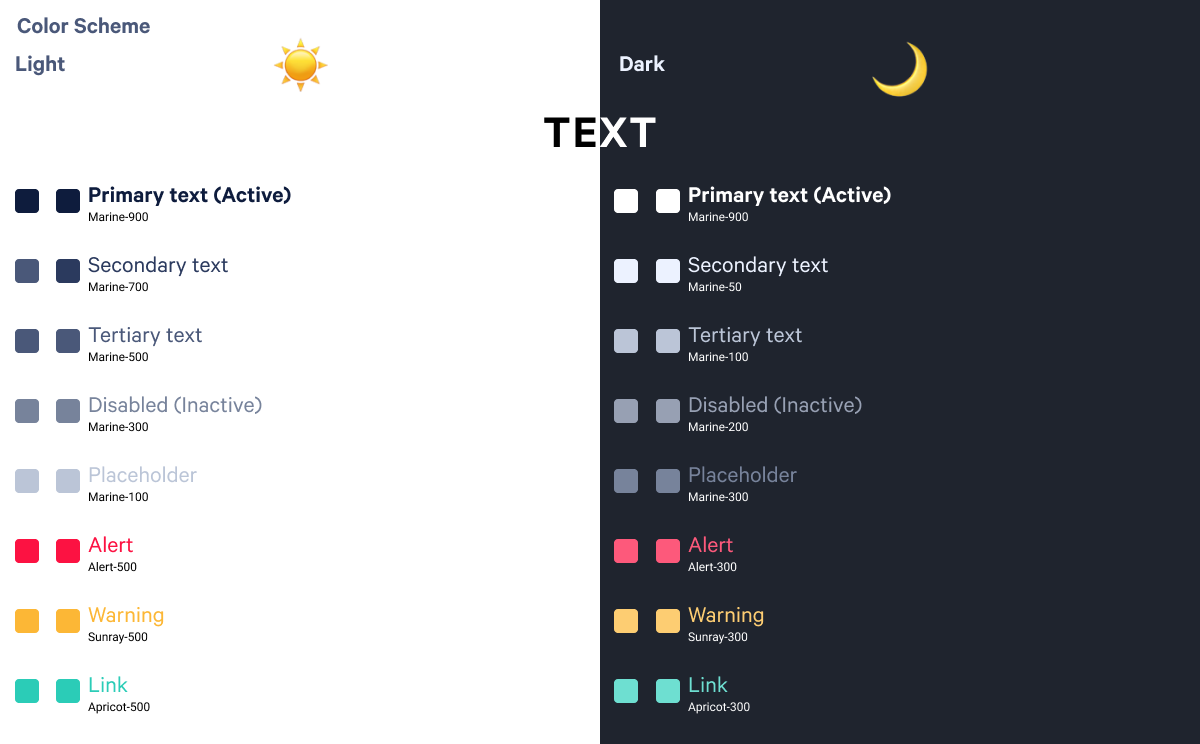 Color Scheme
Light
Dark
TEXT
Primary text (Active)
Marine-900
Secondary text
Marine-700
Tertiary text
Marine-500
Disabled (Inactive)
Marine-300
Placeholder
Marine-100
Alert
Alert-500
Warning
Sunray-500
Link
Apricot-500
Primary text (Active)
Marine-900
Secondary text
Marine-50
Tertiary text
Marine-100
Disabled (Inactive)
Marine-200
Placeholder
Marine-300
Alert
Alert-300
Warning
Sunray-300
Link
Apricot-300